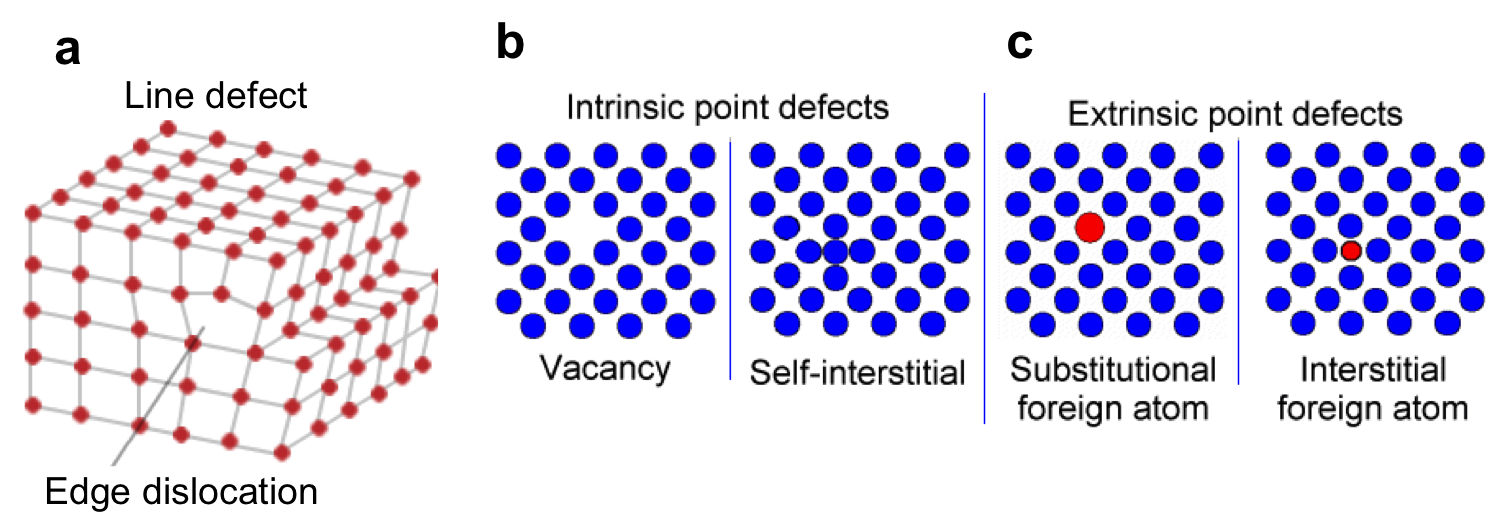 a
Line defect
Edge dislocation
b
Intrinsic point defects
Vacancy
Self-interstitial
c
Extrinsic point defects
Substitutional
foreign atom
Interstitial
foreign atom